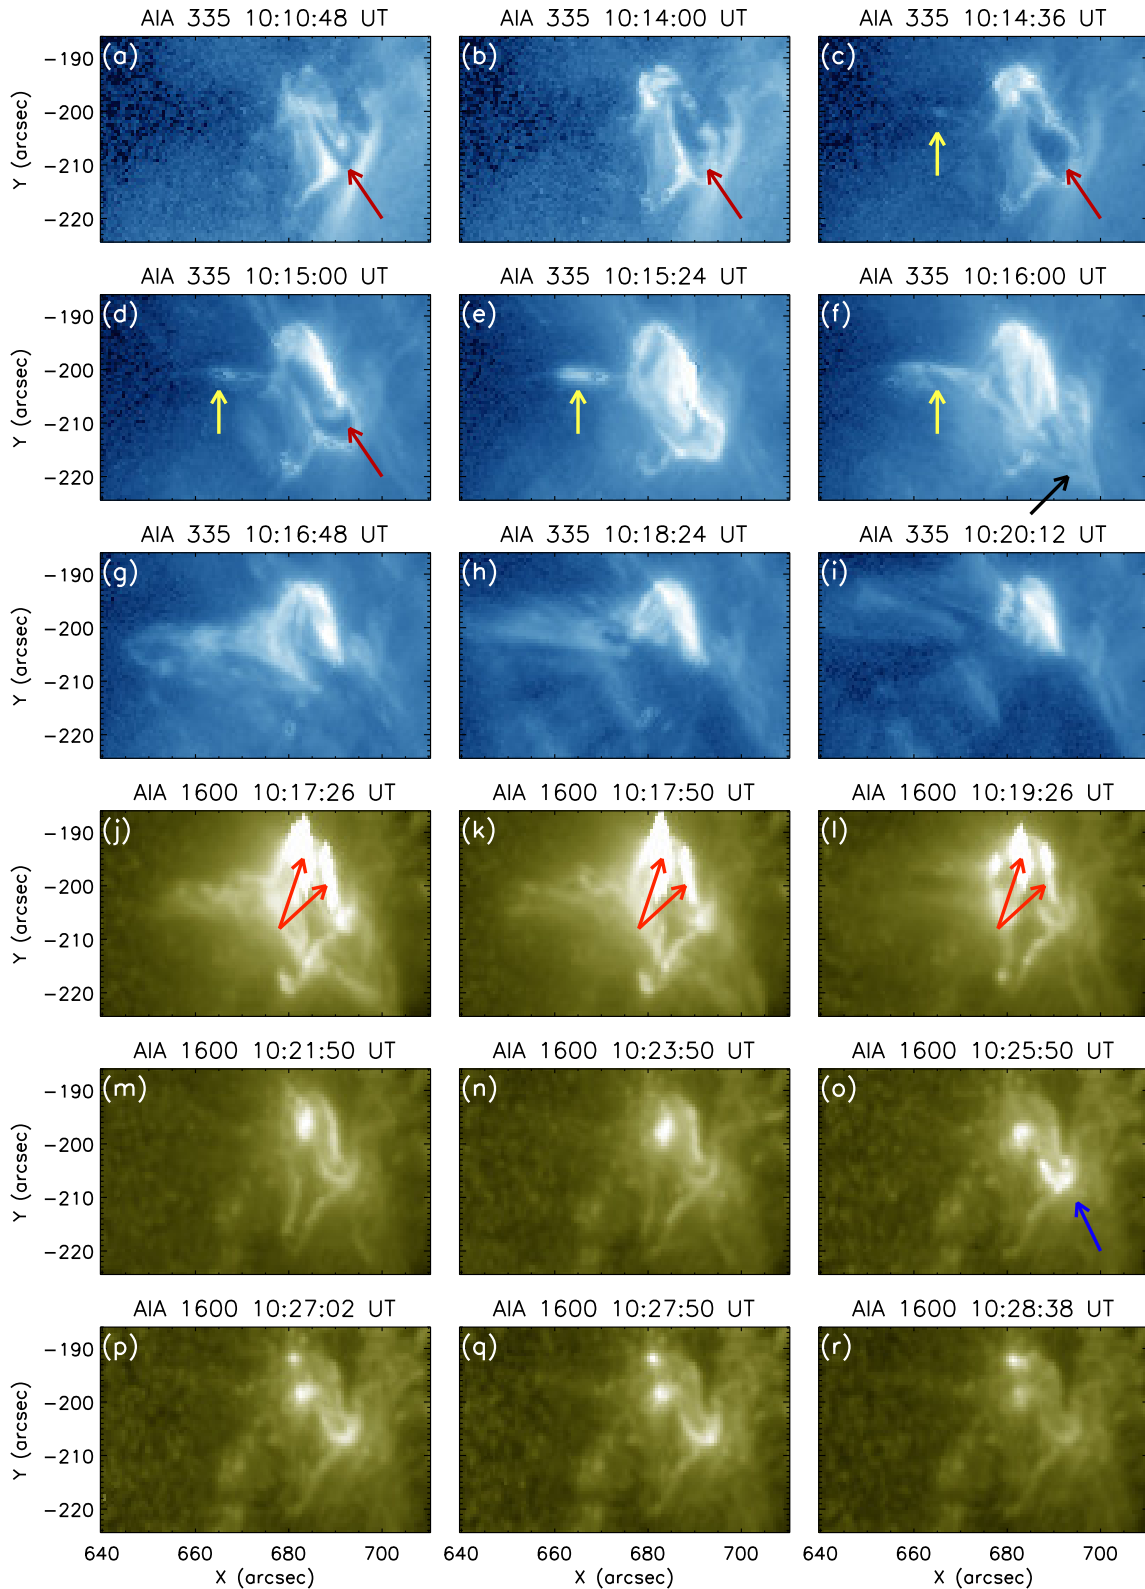 AIA 335 10:10:48 UT AIA 335 10:14:00 UT AIA 335 10:14:36 UT
(a) (b) (c)
−190
−200
−210
−220
Y (arcsec)
AIA 335 10:15:00 UT AIA 335 10:15:24 UT AIA 335 10:16:00 UT
(d) (e) (f)
−190
−200
−210
−220
Y (arcsec)
AIA 335 10:16:48 UT AIA 335 10:18:24 UT AIA 335 10:20:12 UT
(g) (h) (i)
−190
−200
−210
−220
Y (arcsec)
AIA 1600 10:17:26 UT AIA 1600 10:17:50 UT AIA 1600 10:19:26 UT
(j) (k) (l)
−190
−200
−210
−220
Y (arcsec)
AIA 1600 10:21:50 UT AIA 1600 10:23:50 UT AIA 1600 10:25:50 UT
(m) (n) (o)
−190
−200
−210
−220
Y (arcsec)
AIA 1600 10:27:02 UT AIA 1600 10:27:50 UT AIA 1600 10:28:38 UT
(p) (q) (r)
−190
−200
−210
−220
Y (arcsec)
640 660 680 700 640 660 680 700 640 660 680 700
X (arcsec) X (arcsec) X (arcsec)